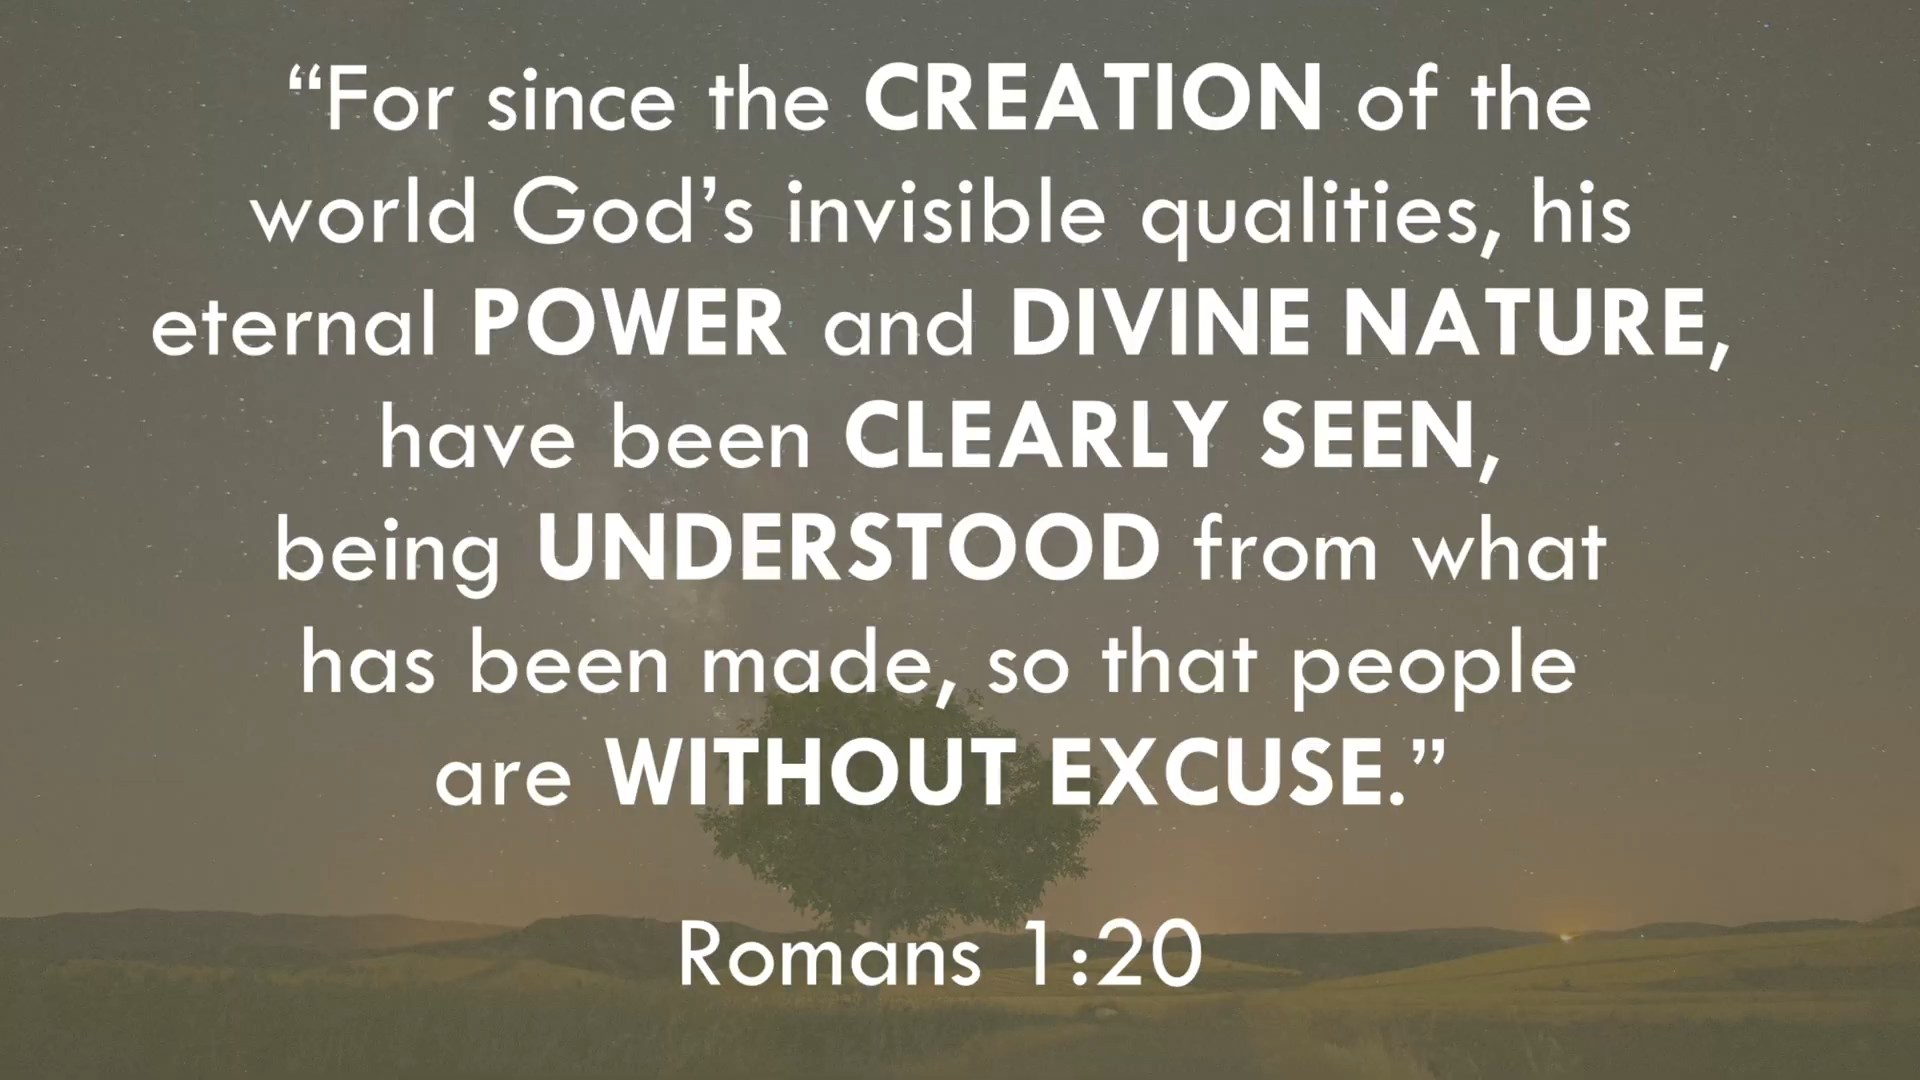 “For since the CREATION of the
world God’s invisible qualities, his
eternal POWER and DIVINE NATURE,
have been CLEARLY SEEN,
being UNDERSTOOD from what
has been made, so that people
are WITHOUT EXCUSE.”
Romans 1:20